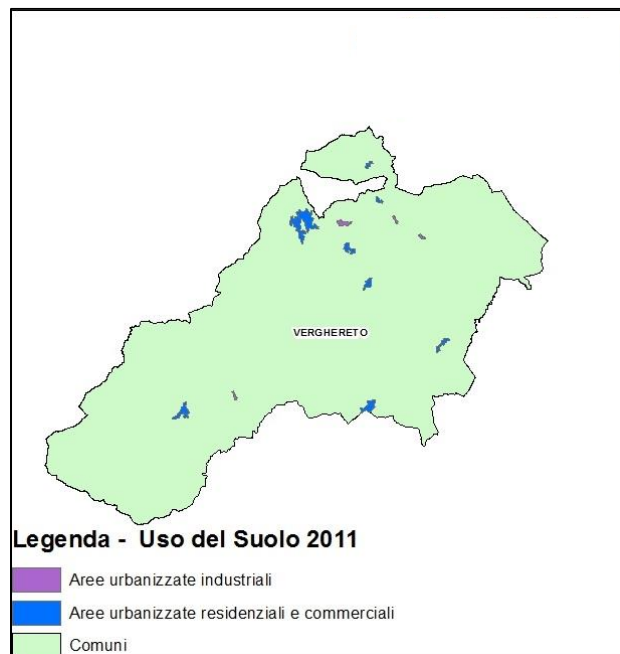 VERGHERETO
Legenda - Uso del Suolo 2011
Aree urbanizzate industriali
Aree urbanizzate residenziali e commerciali
Comuni